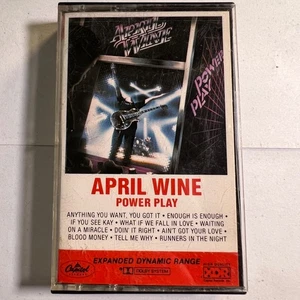 APRIL WINE
POWER PLAY
APRIL WINE
POWER PLAY
ANYTHING YOU WANT, YOU GOT IT • ENOUGH IS ENOUGH •
IF YOU SEE KAY • WHAT IF WE FALL IN LOVE • WAITING
ON A MIRACLE • DOIN' IT RIGHT • AIN'T GOT YOUR LOVE •
BLOOD MONEY • TELL ME WHY • RUNNERS IN THE NIGHT
EXPANDED DYNAMIC RANGE
Capitol
DOLBY SYSTEM
XDR